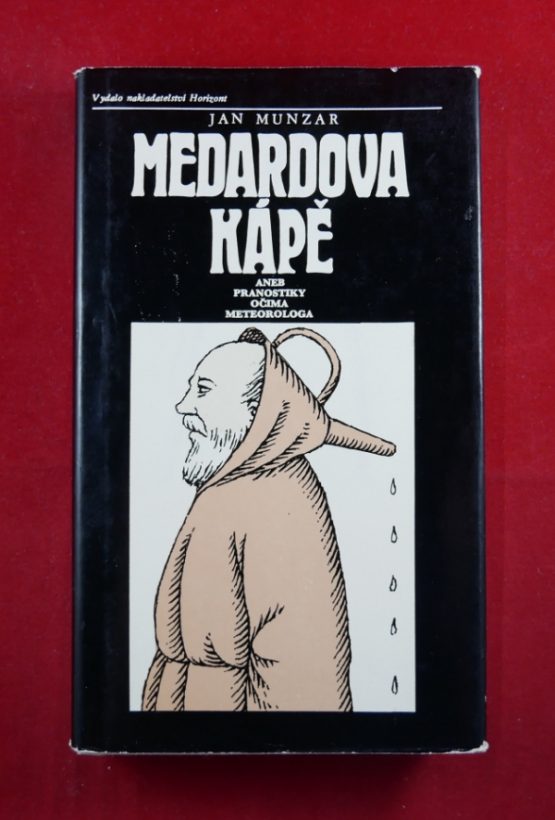 Vydalo nakladatelství Horizont
JAN MUNZAR
MEDARDOVA
KÁPĚ
ANEB
PRANOSTIKY
OČIMA
METEOROLOGA